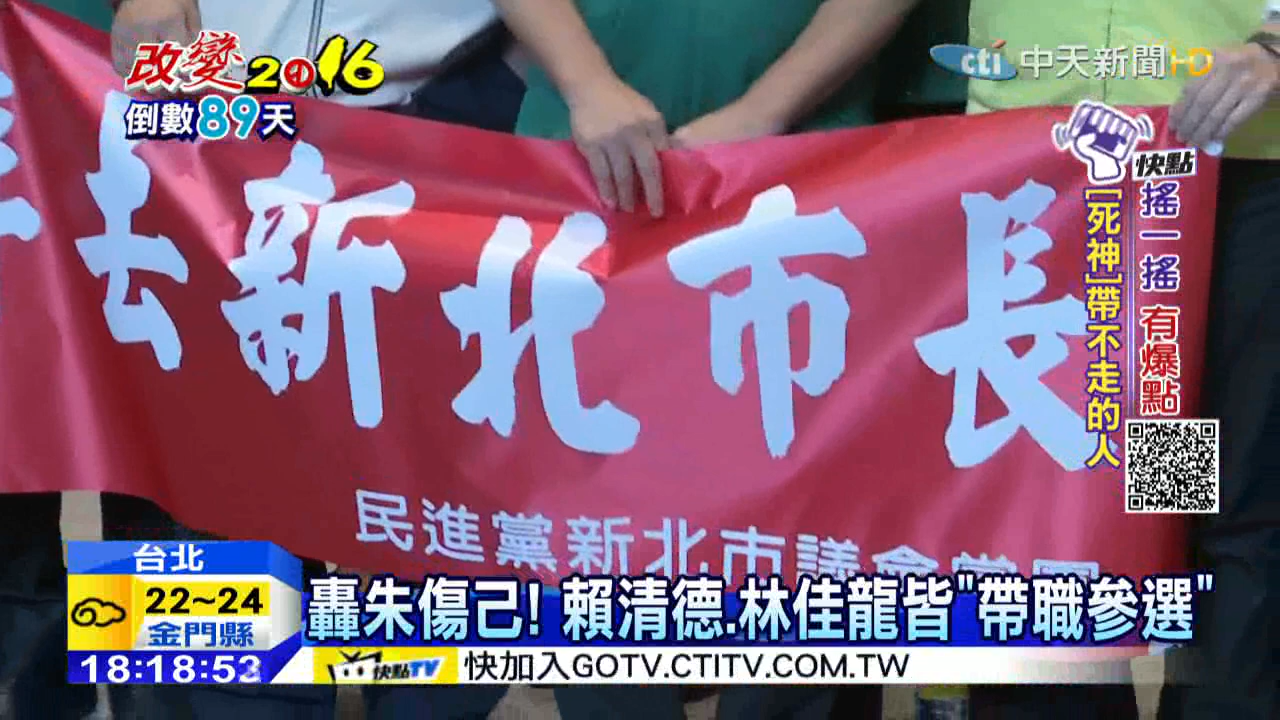 改變2016
倒數89天
cti 中天新聞HD
快點
搖一搖 有爆點
[死神]帶不走的人
去新北市長
民進黨新北市議會黨團
台北
22~24
金門縣
18:18:53
轟朱傷己! 賴清德.林佳龍皆"帶職參選"
快點TV
快加入GOTV.CTITV.COM.TW